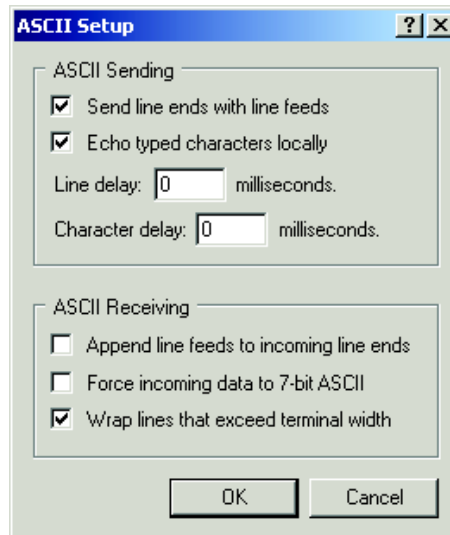 ASCII Setup
ASCII Sending
Send line ends with line feeds
Echo typed characters locally
Line delay: 0 milliseconds.
Character delay: 0 milliseconds.
ASCII Receiving
Append line feeds to incoming line ends
Force incoming data to 7-bit ASCII
Wrap lines that exceed terminal width
OK Cancel